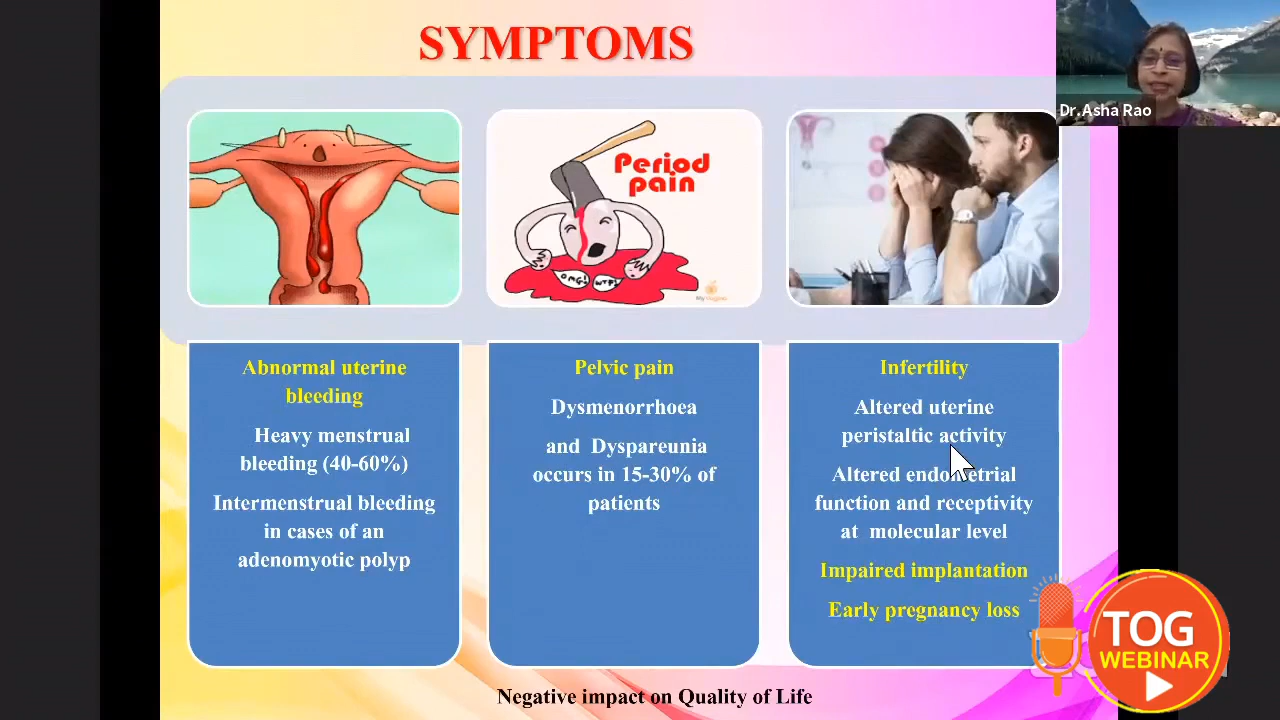 SYMPTOMS
Dr.Asha Rao
Period
pain
OMG!
WTF!
Abnormal uterine
bleeding
Heavy menstrual
bleeding (40-60%)
Intermenstrual bleeding
in cases of an
adenomyotic polyp
Pelvic pain
Dysmenorrhoea
and Dyspareunia
occurs in 15-30% of
patients
Infertility
Altered uterine
peristaltic activity
Altered endometrial
function and receptivity
at molecular level
Impaired implantation
Early pregnancy loss
Negative impact on Quality of Life
TOG
WEBINAR